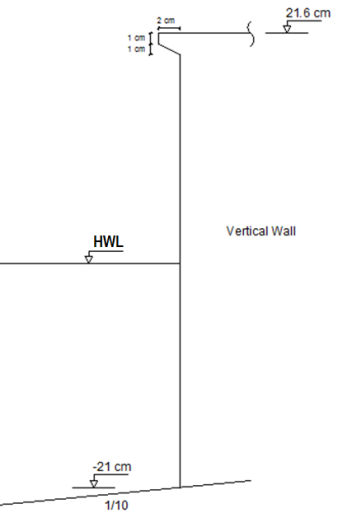 2 cm
21.6 cm
1 cm
1 cm
Vertical Wall
HWL
-21 cm
1/10